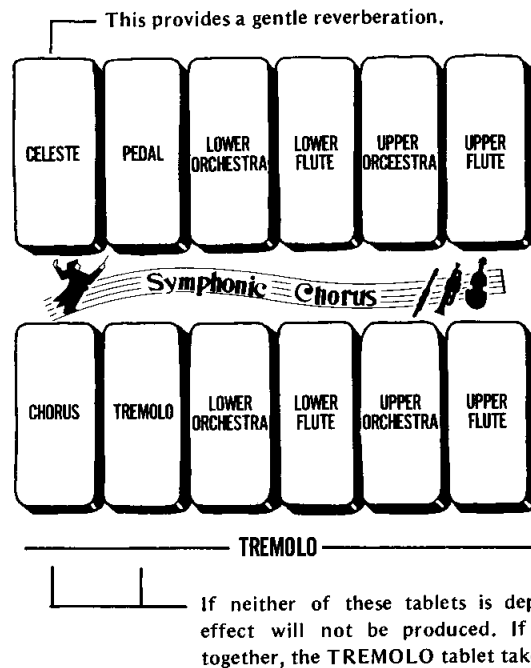 This provides a gentle reverberation.
CELESTE
PEDAL
LOWER
ORCHESTRA
LOWER
FLUTE
UPPER
ORCEESTRA
UPPER
FLUTE
Symphonic Chorus
CHORUS
TREMOLO
LOWER
ORCHESTRA
LOWER
FLUTE
UPPER
ORCHESTRA
UPPER
FLUTE
TREMOLO
If neither of these tablets is
effect will not be produced. If
together, the TREMOLO tablet